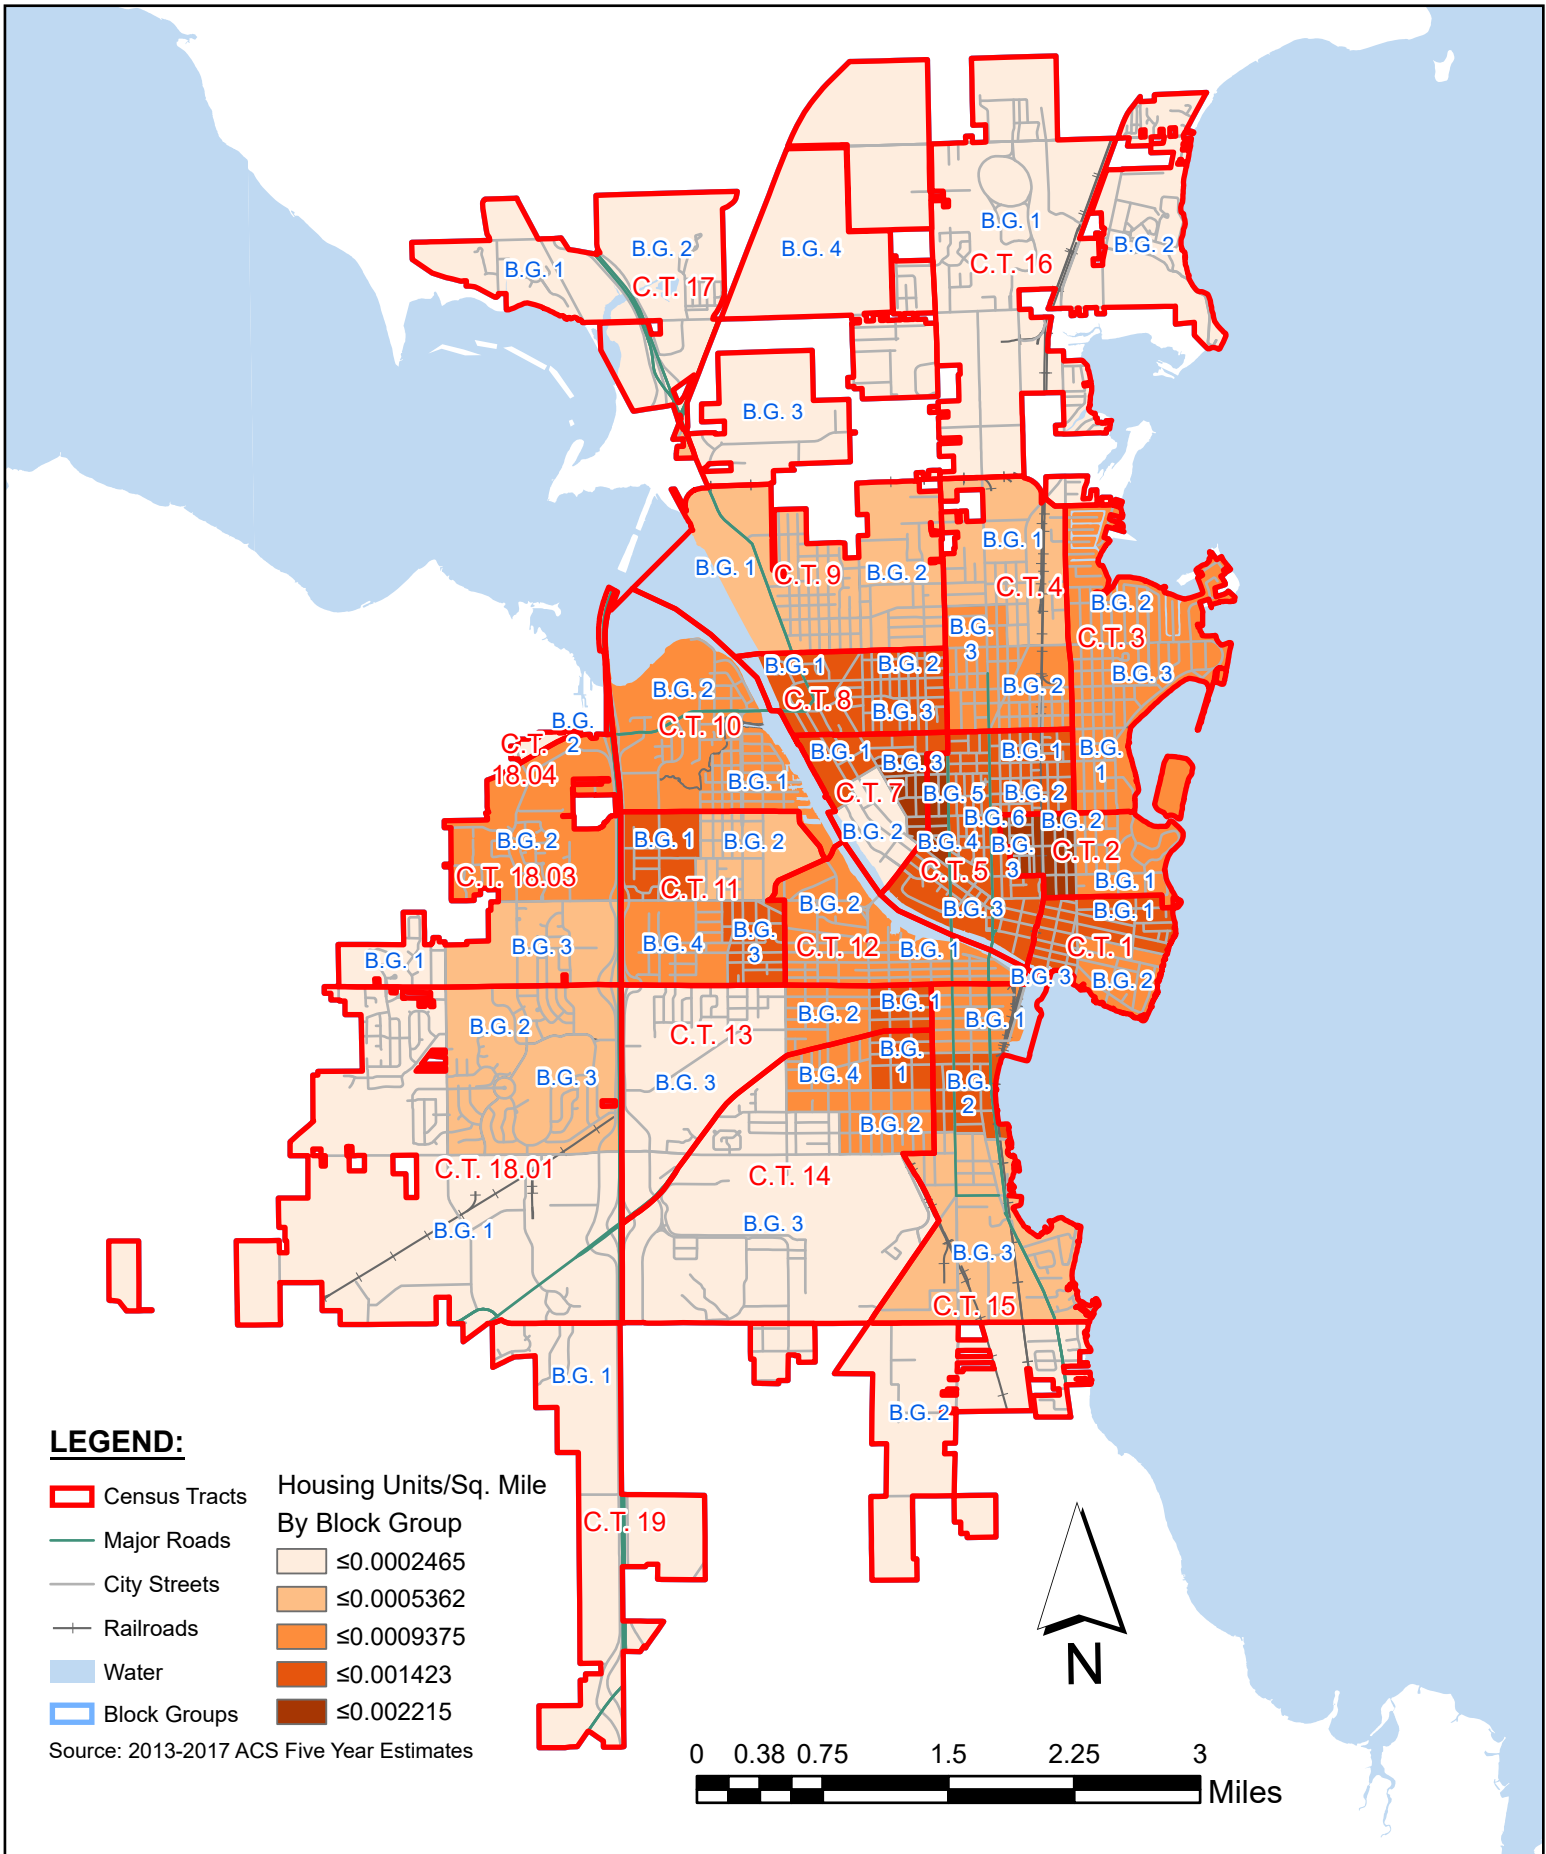 B.G. 1
B.G. 2
C.T. 17
B.G. 4
B.G. 1
C.T. 16
B.G. 2
B.G. 3
B.G. 1
C.T. 9
B.G. 2
B.G. 1
C.T. 4
B.G.
3
B.G. 2
B.G. 2
C.T. 3
B.G. 3
B.G.
1
B.G. 1
B.G. 2
C.T. 8
B.G. 3
B.G. 2
C.T. 10
B.G. 1
B.G.
2
C.T.
18.04
B.G. 2
C.T. 18.03
B.G. 3
B.G. 1
B.G. 1
B.G. 3
C.T. 7
B.G. 2
B.G. 1
B.G. 5
B.G. 2
B.G. 6
B.G. 4
B.G.
3
C.T. 5
B.G. 3
B.G. 2
C.T. 2
B.G. 1
B.G. 1
C.T. 1
B.G. 2
B.G. 3
B.G. 1
B.G. 2
C.T. 11
B.G. 4
B.G.
3
B.G. 2
C.T. 12
B.G. 1
B.G. 2
B.G. 3
C.T. 18.01
B.G. 1
C.T. 13
B.G. 3
B.G. 2
B.G. 1
B.G.
1
B.G. 4
B.G. 2
C.T. 14
B.G. 3
B.G. 1
B.G.
2
B.G. 3
C.T. 15
B.G. 2
B.G. 1
C.T. 19
LEGEND:
Census Tracts
Major Roads
City Streets
Railroads
Water
Block Groups
Housing Units/Sq. Mile
By Block Group
≤0.0002465
≤0.0005362
≤0.0009375
≤0.001423
≤0.002215
Source: 2013-2017 ACS Five Year Estimates
N
0 0.38 0.75 1.5 2.25 3
Miles